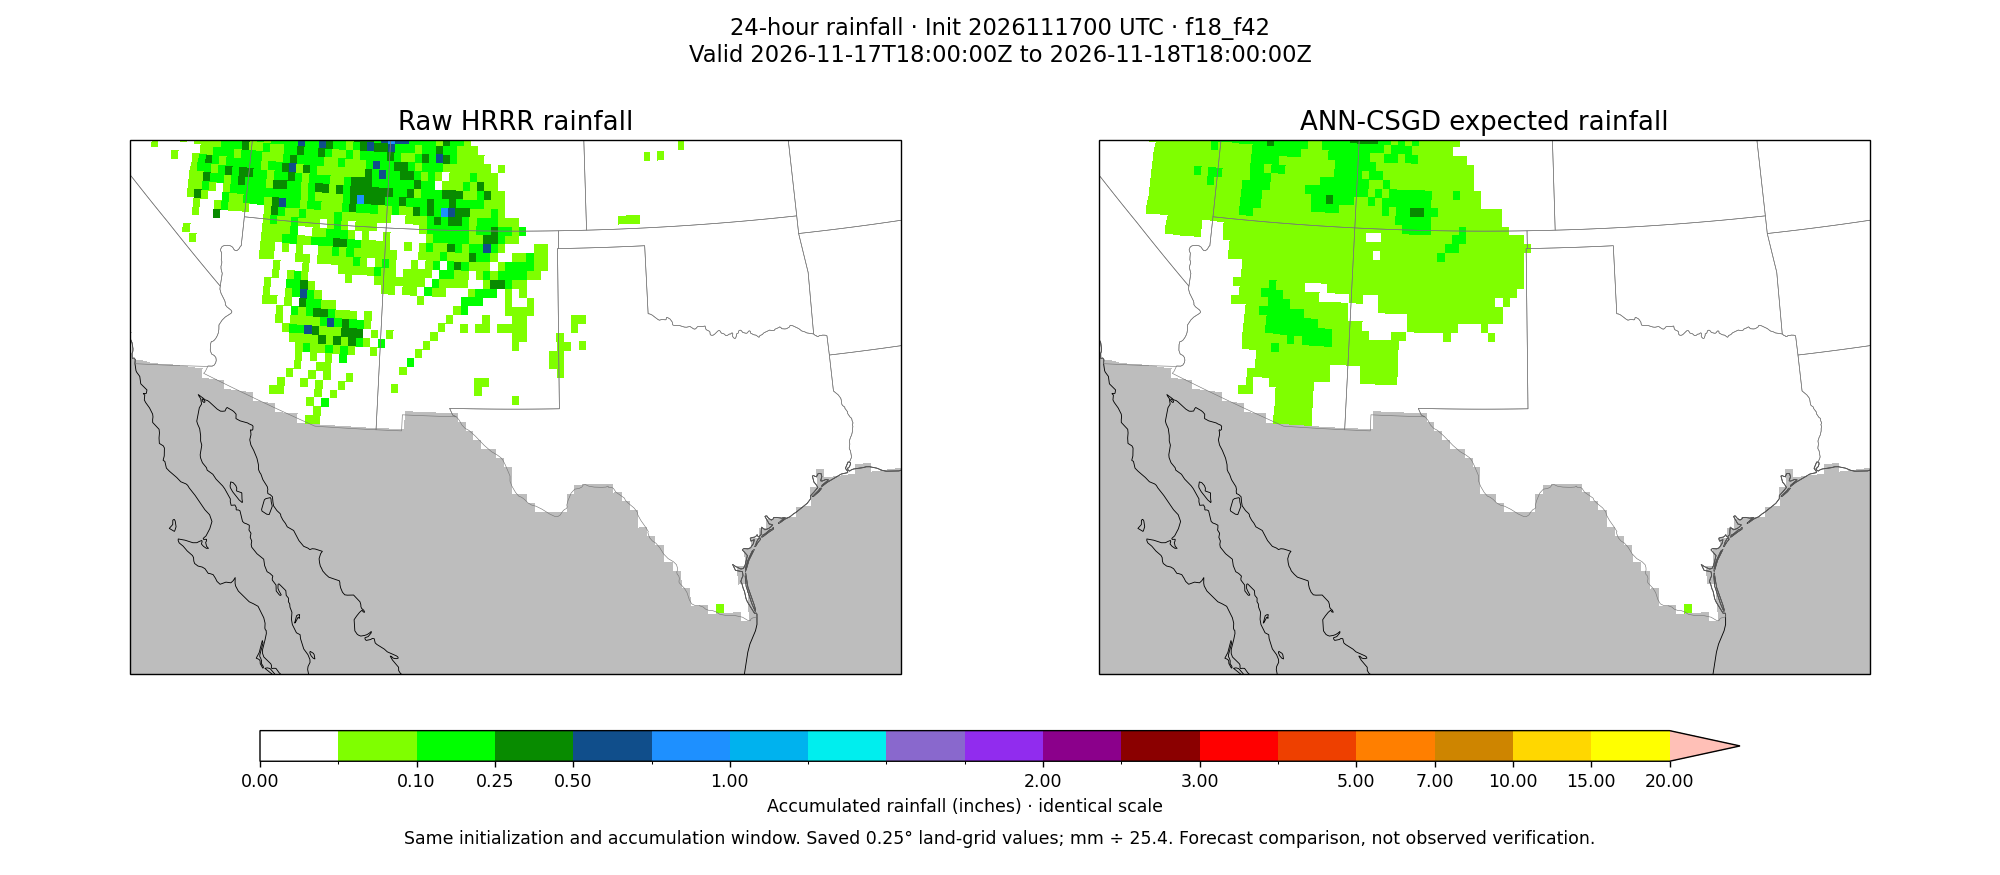 24-hour rainfall · Init 2026111700 UTC · f18_f42
Valid 2026-11-17T18:00:00Z to 2026-11-18T18:00:00Z
Raw HRRR rainfall
ANN-CSGD expected rainfall
0.00 0.10 0.25 0.50 1.00 2.00 3.00 5.00 7.00 10.00 15.00 20.00
Accumulated rainfall (inches) · identical scale
Same initialization and accumulation window. Saved 0.25° land-grid values; mm ÷ 25.4. Forecast comparison, not observed verification.